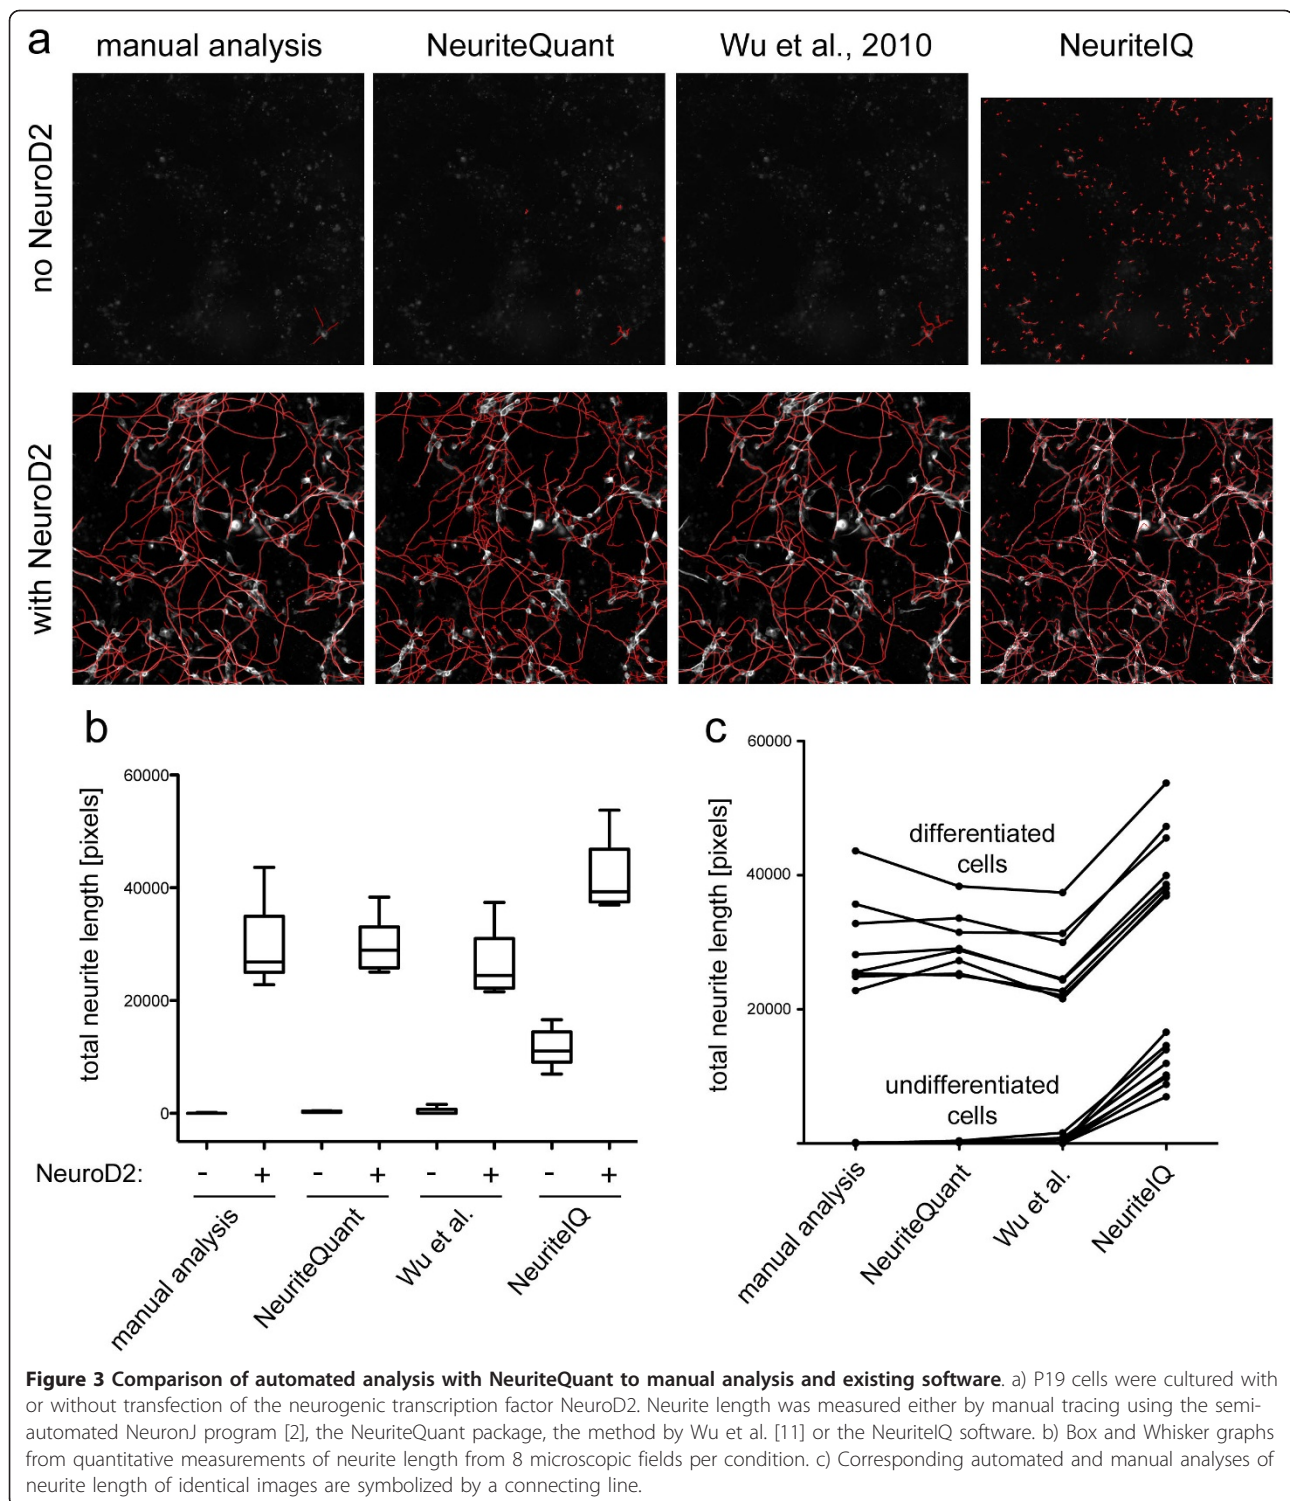 a
manual analysis
NeuriteQuant
Wu et al., 2010
NeuriteIQ
no NeuroD2
with NeuroD2
b
total neurite length [pixels]
60000
40000
20000
0
NeuroD2:
- + - + - + - +
manual analysis
NeuriteQuant
Wu et al.
NeuriteIQ
c
total neurite length [pixels]
60000
40000
20000
differentiated
cells
undifferentiated
cells
manual analysis
NeuriteQuant
Wu et al.
NeuriteIQ
Figure 3 Comparison of automated analysis with NeuriteQuant to manual analysis and existing software. a) P19 cells were cultured with
or without transfection of the neurogenic transcription factor NeuroD2. Neurite length was measured either by manual tracing using the semi-
automated NeuronJ program [2], the NeuriteQuant package, the method by Wu et al. [11] or the NeuriteIQ software. b) Box and Whisker graphs
from quantitative measurements of neurite length from 8 microscopic fields per condition. c) Corresponding automated and manual analyses of
neurite length of identical images are symbolized by a connecting line.